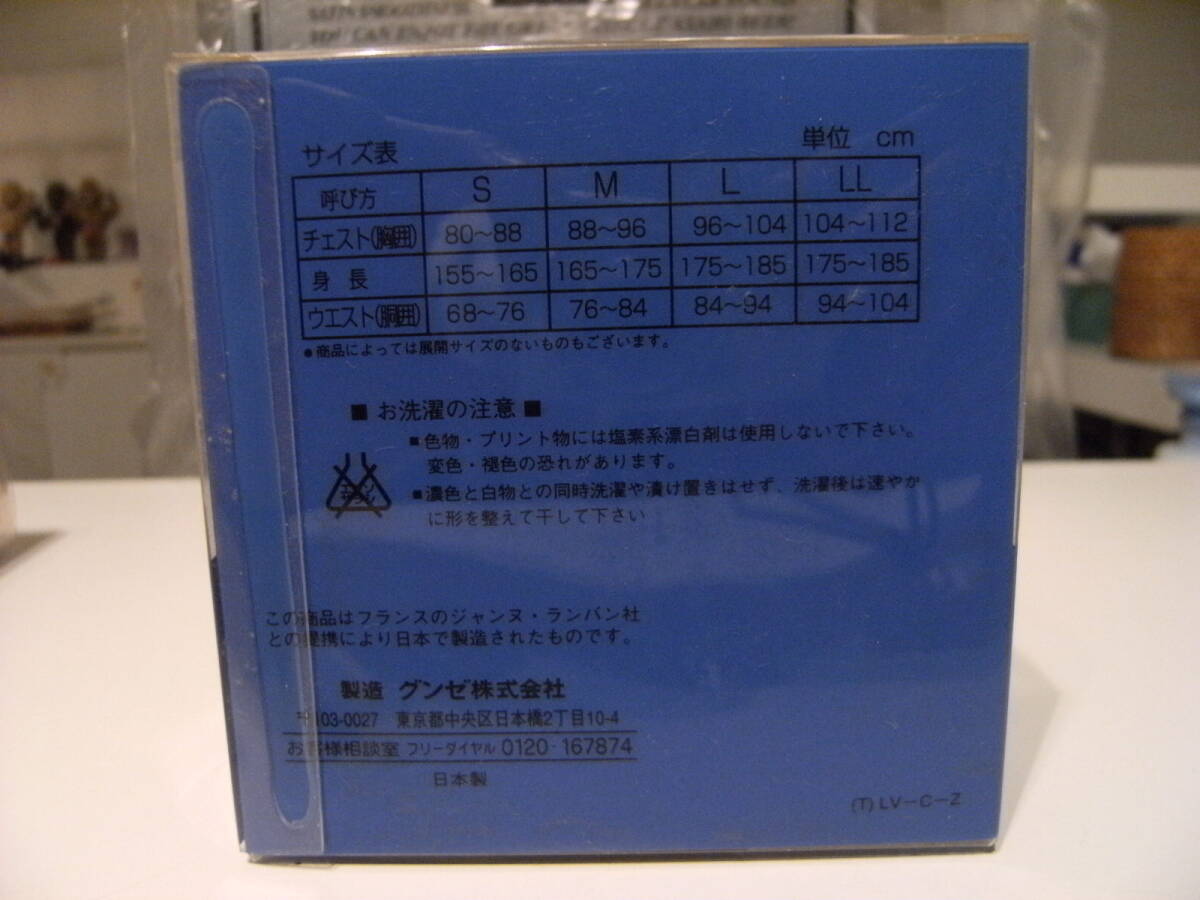 サイズ表
単位 cm
呼び方 S M L LL
チェスト(胸囲) 80~88 88~96 96~104 104~112
身長 155~165 165~175 175~185 175~185
ウエスト(胴囲) 68~76 76~84 84~94 94~104
●商品によっては展開サイズのないものもございます。
■ お洗濯の注意 ■
■色物・プリント物には塩素系漂白剤は使用しないで下さい。
変色・褪色の恐れがあります。
■濃色と白物との同時洗濯や漬け置きはせず、洗濯後は速やか
に形を整えて干して下さい
この商品はフランスのジャンヌ・ランバン社
との提携により日本で製造されたものです。
製造 グンゼ株式会社
〒103-0027 東京都中央区日本橋2丁目10-4
お客様相談室 フリーダイヤル 0120-167874
日本製
(T) LV-C-Z